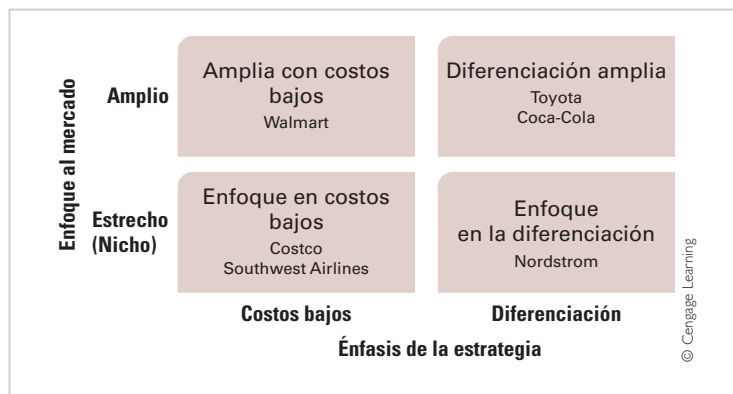 Enfoque al mercado
Amplio
Amplia con costos
bajos
Walmart
Diferenciación amplia
Toyota
Coca-Cola
Estrecho
(Nicho)
Enfoque en costos
bajos
Costco
Southwest Airlines
Enfoque
en la diferenciación
Nordstrom
Costos bajos
Diferenciación
Énfasis de la estrategia
© Cengage Learning